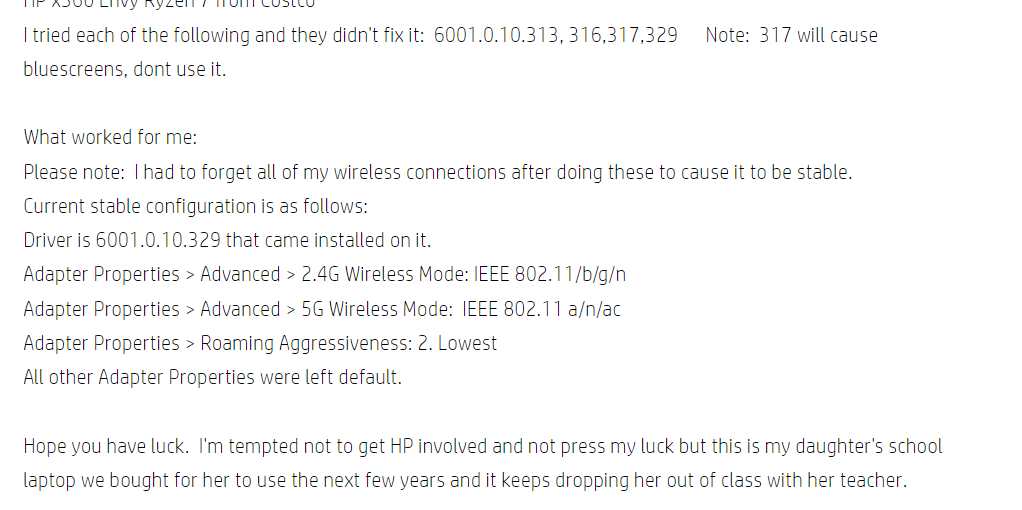 HP x360 Envy Ryzen 7 from Costco
I tried each of the following and they didn't fix it:  6001.0.10.313, 316,317,329     Note:  317 will cause
bluescreens, dont use it.
What worked for me:
Please note:  I had to forget all of my wireless connections after doing these to cause it to be stable.
Current stable configuration is as follows:
Driver is 6001.0.10.329 that came installed on it.
Adapter Properties > Advanced > 2.4G Wireless Mode: IEEE 802.11/b/g/n
Adapter Properties > Advanced > 5G Wireless Mode:  IEEE 802.11 a/n/ac
Adapter Properties > Roaming Aggressiveness: 2. Lowest
All other Adapter Properties were left default.
Hope you have luck.  I'm tempted not to get HP involved and not press my luck but this is my daughter's school
laptop we bought for her to use the next few years and it keeps dropping her out of class with her teacher.